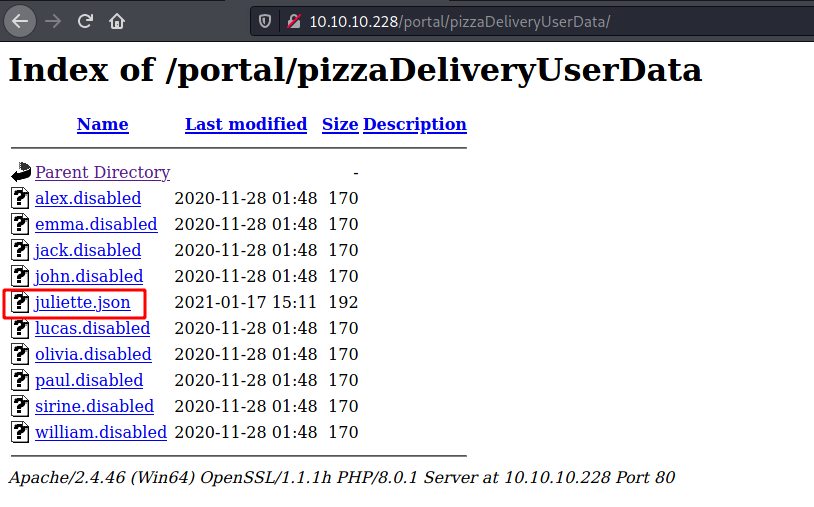 10.10.10.228/portal/pizzaDeliveryUserData/
Index of /portal/pizzaDeliveryUserData
Name Last modified Size Description
Parent Directory -
alex.disabled 2020-11-28 01:48 170
emma.disabled 2020-11-28 01:48 170
jack.disabled 2020-11-28 01:48 170
john.disabled 2020-11-28 01:48 170
juliette.json 2021-01-17 15:11 192
lucas.disabled 2020-11-28 01:48 170
olivia.disabled 2020-11-28 01:48 170
paul.disabled 2020-11-28 01:48 170
sirine.disabled 2020-11-28 01:48 170
william.disabled 2020-11-28 01:48 170
Apache/2.4.46 (Win64) OpenSSL/1.1.1h PHP/8.0.1 Server at 10.10.10.228 Port 80